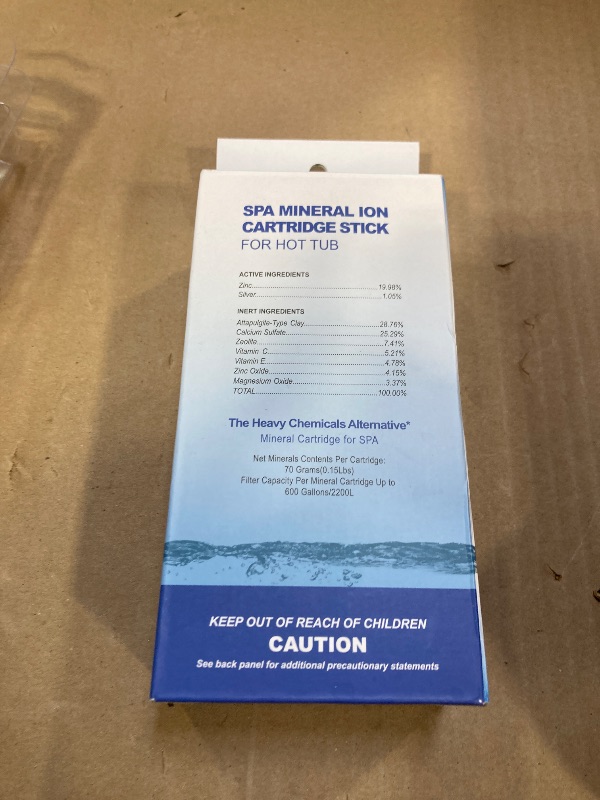 SPA MINERAL ION
CARTRIDGE STICK
FOR HOT TUB
ACTIVE INGREDIENTS
Zinc....................19.98%
Silver....................1.05%
INERT INGREDIENTS
Attapulgite-Type Clay....................28.76%
Calcium Sulfate....................25.29%
Zeolite....................7.41%
Vitamin C....................5.21%
Vitamin E....................4.78%
Zinc Oxide....................4.15%
Magnesium Oxide....................3.37%
TOTAL....................100.00%
The Heavy Chemicals Alternative*
Mineral Cartridge for SPA
Net Minerals Contents Per Cartridge:
70 Grams(0.15Lbs)
Filter Capacity Per Mineral Cartridge Up to
600 Gallons/2200L
KEEP OUT OF REACH OF CHILDREN
CAUTION
See back panel for additional precautionary statements